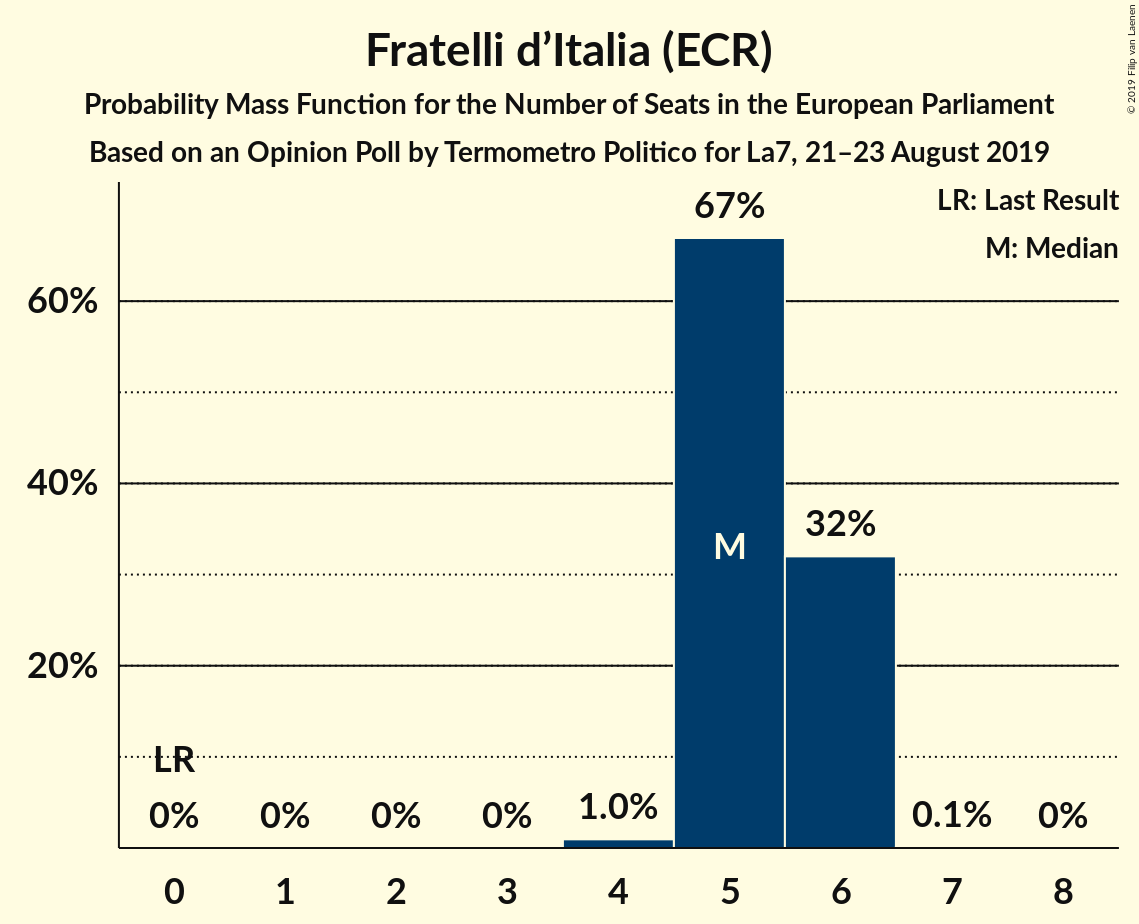 Fratelli d’Italia (ECR)
Probability Mass Function for the Number of Seats in the European Parliament
Based on an Opinion Poll by Termometro Politico for La7, 21–23 August 2019
© 2019 Filip van Laenen
LR: Last Result
M: Median
67%
60%
40%
32%
M
20%
LR
0% 0% 0% 0% 1.0% 0.1% 0%
0 1 2 3 4 5 6 7 8